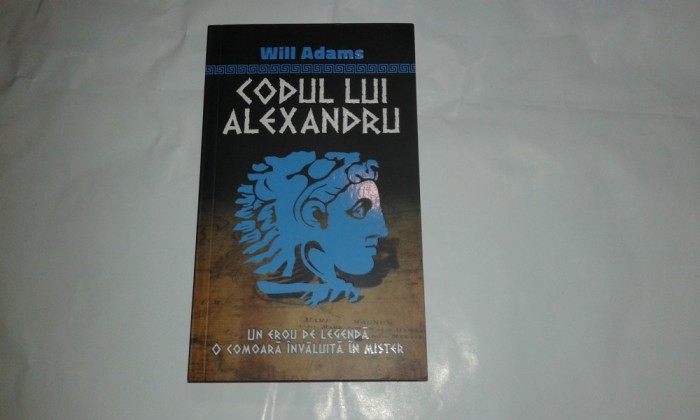 Will Adams
CODUL LUI
ALEXANDRU
UN EROU DE LEGENDĂ
O COMOARĂ ÎNVĂLUITĂ ÎN MISTER